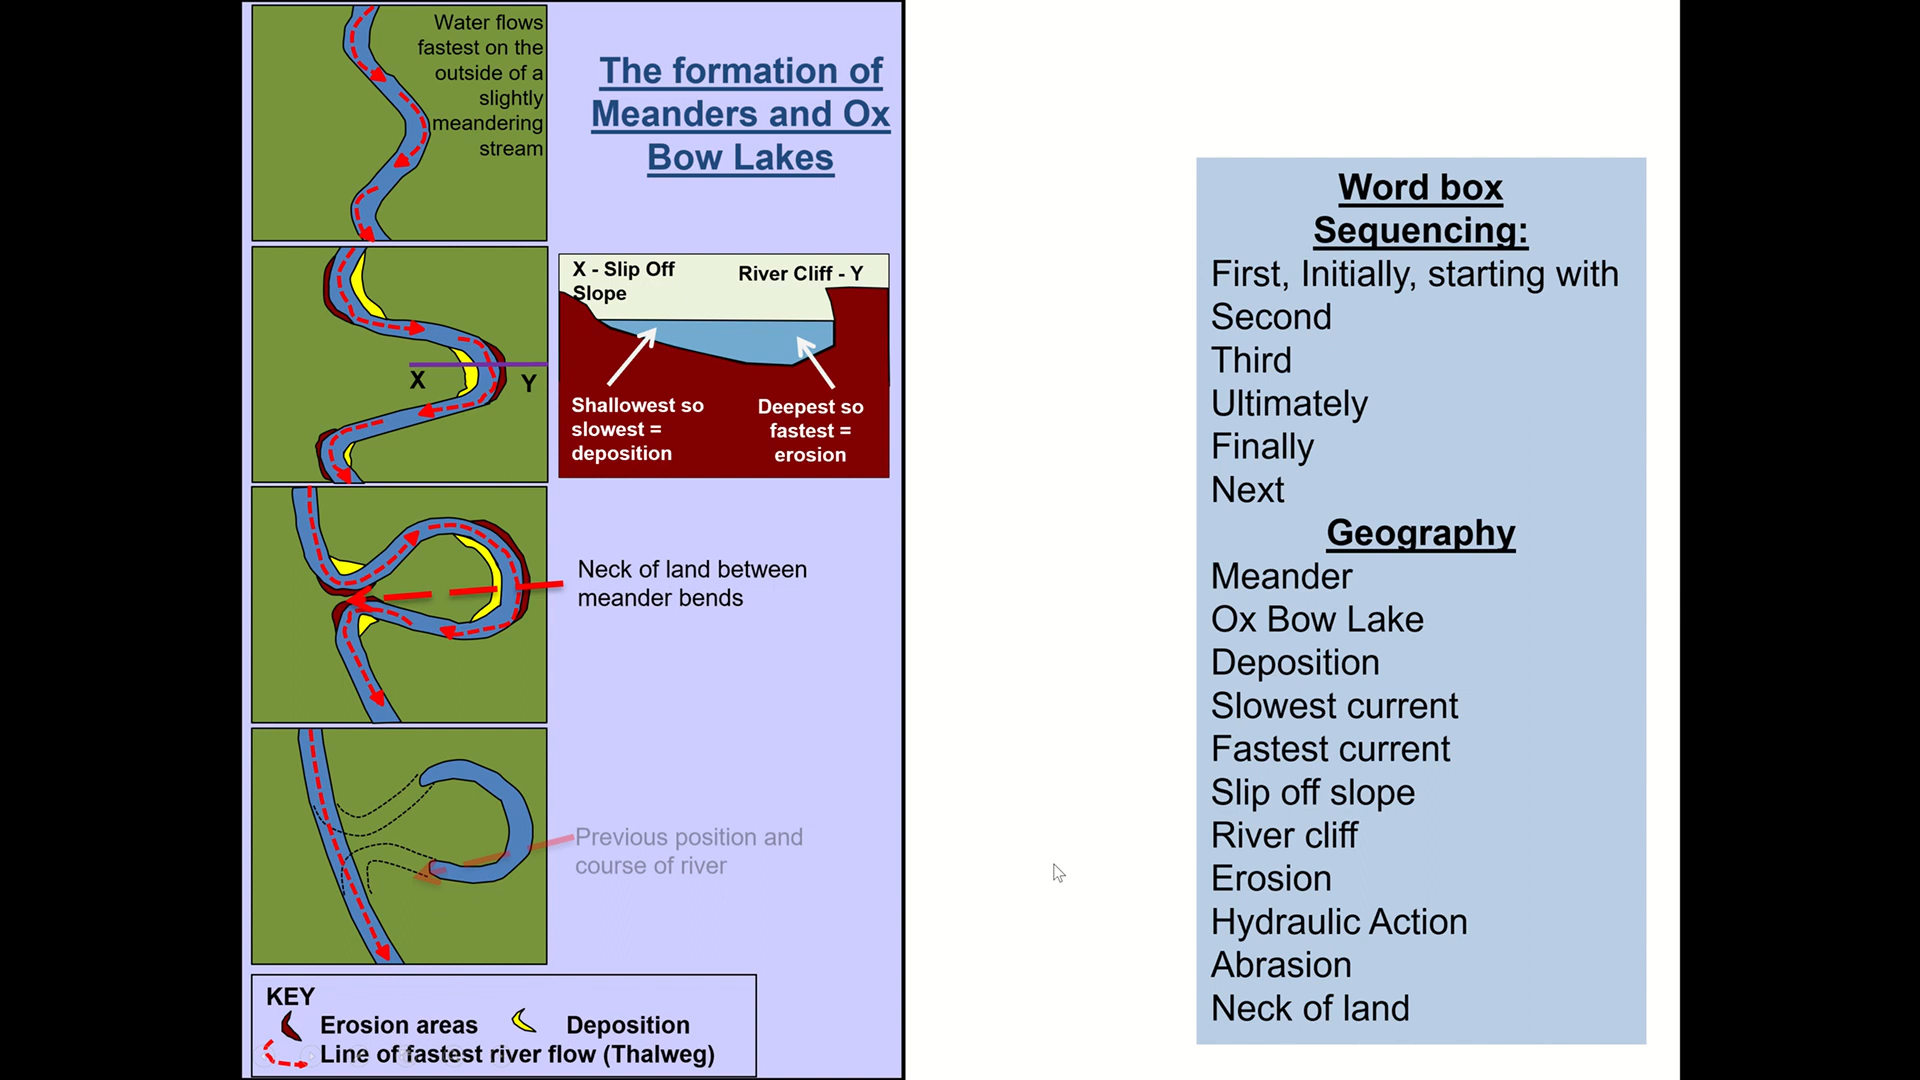 Water flows
fastest on the
outside of a
slightly
meandering
stream
The formation of
Meanders and Ox
Bow Lakes
X - Slip Off
Slope
River Cliff - Y
X
Y
Shallowest so
slowest =
deposition
Deepest so
fastest =
erosion
Neck of land between
meander bends
Previous position and
course of river
KEY
Erosion areas
Deposition
Line of fastest river flow (Thalweg)
Word box
Sequencing:
First, Initially, starting with
Second
Third
Ultimately
Finally
Next
Geography
Meander
Ox Bow Lake
Deposition
Slowest current
Fastest current
Slip off slope
River cliff
Erosion
Hydraulic Action
Abrasion
Neck of land